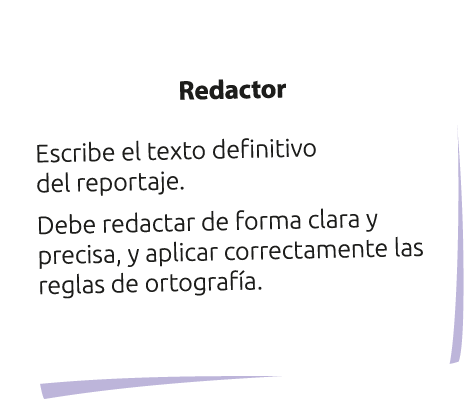 Redactor
Escribe el texto definitivo
del reportaje.
Debe redactar de forma clara y
precisa, y aplicar correctamente las
reglas de ortografía.